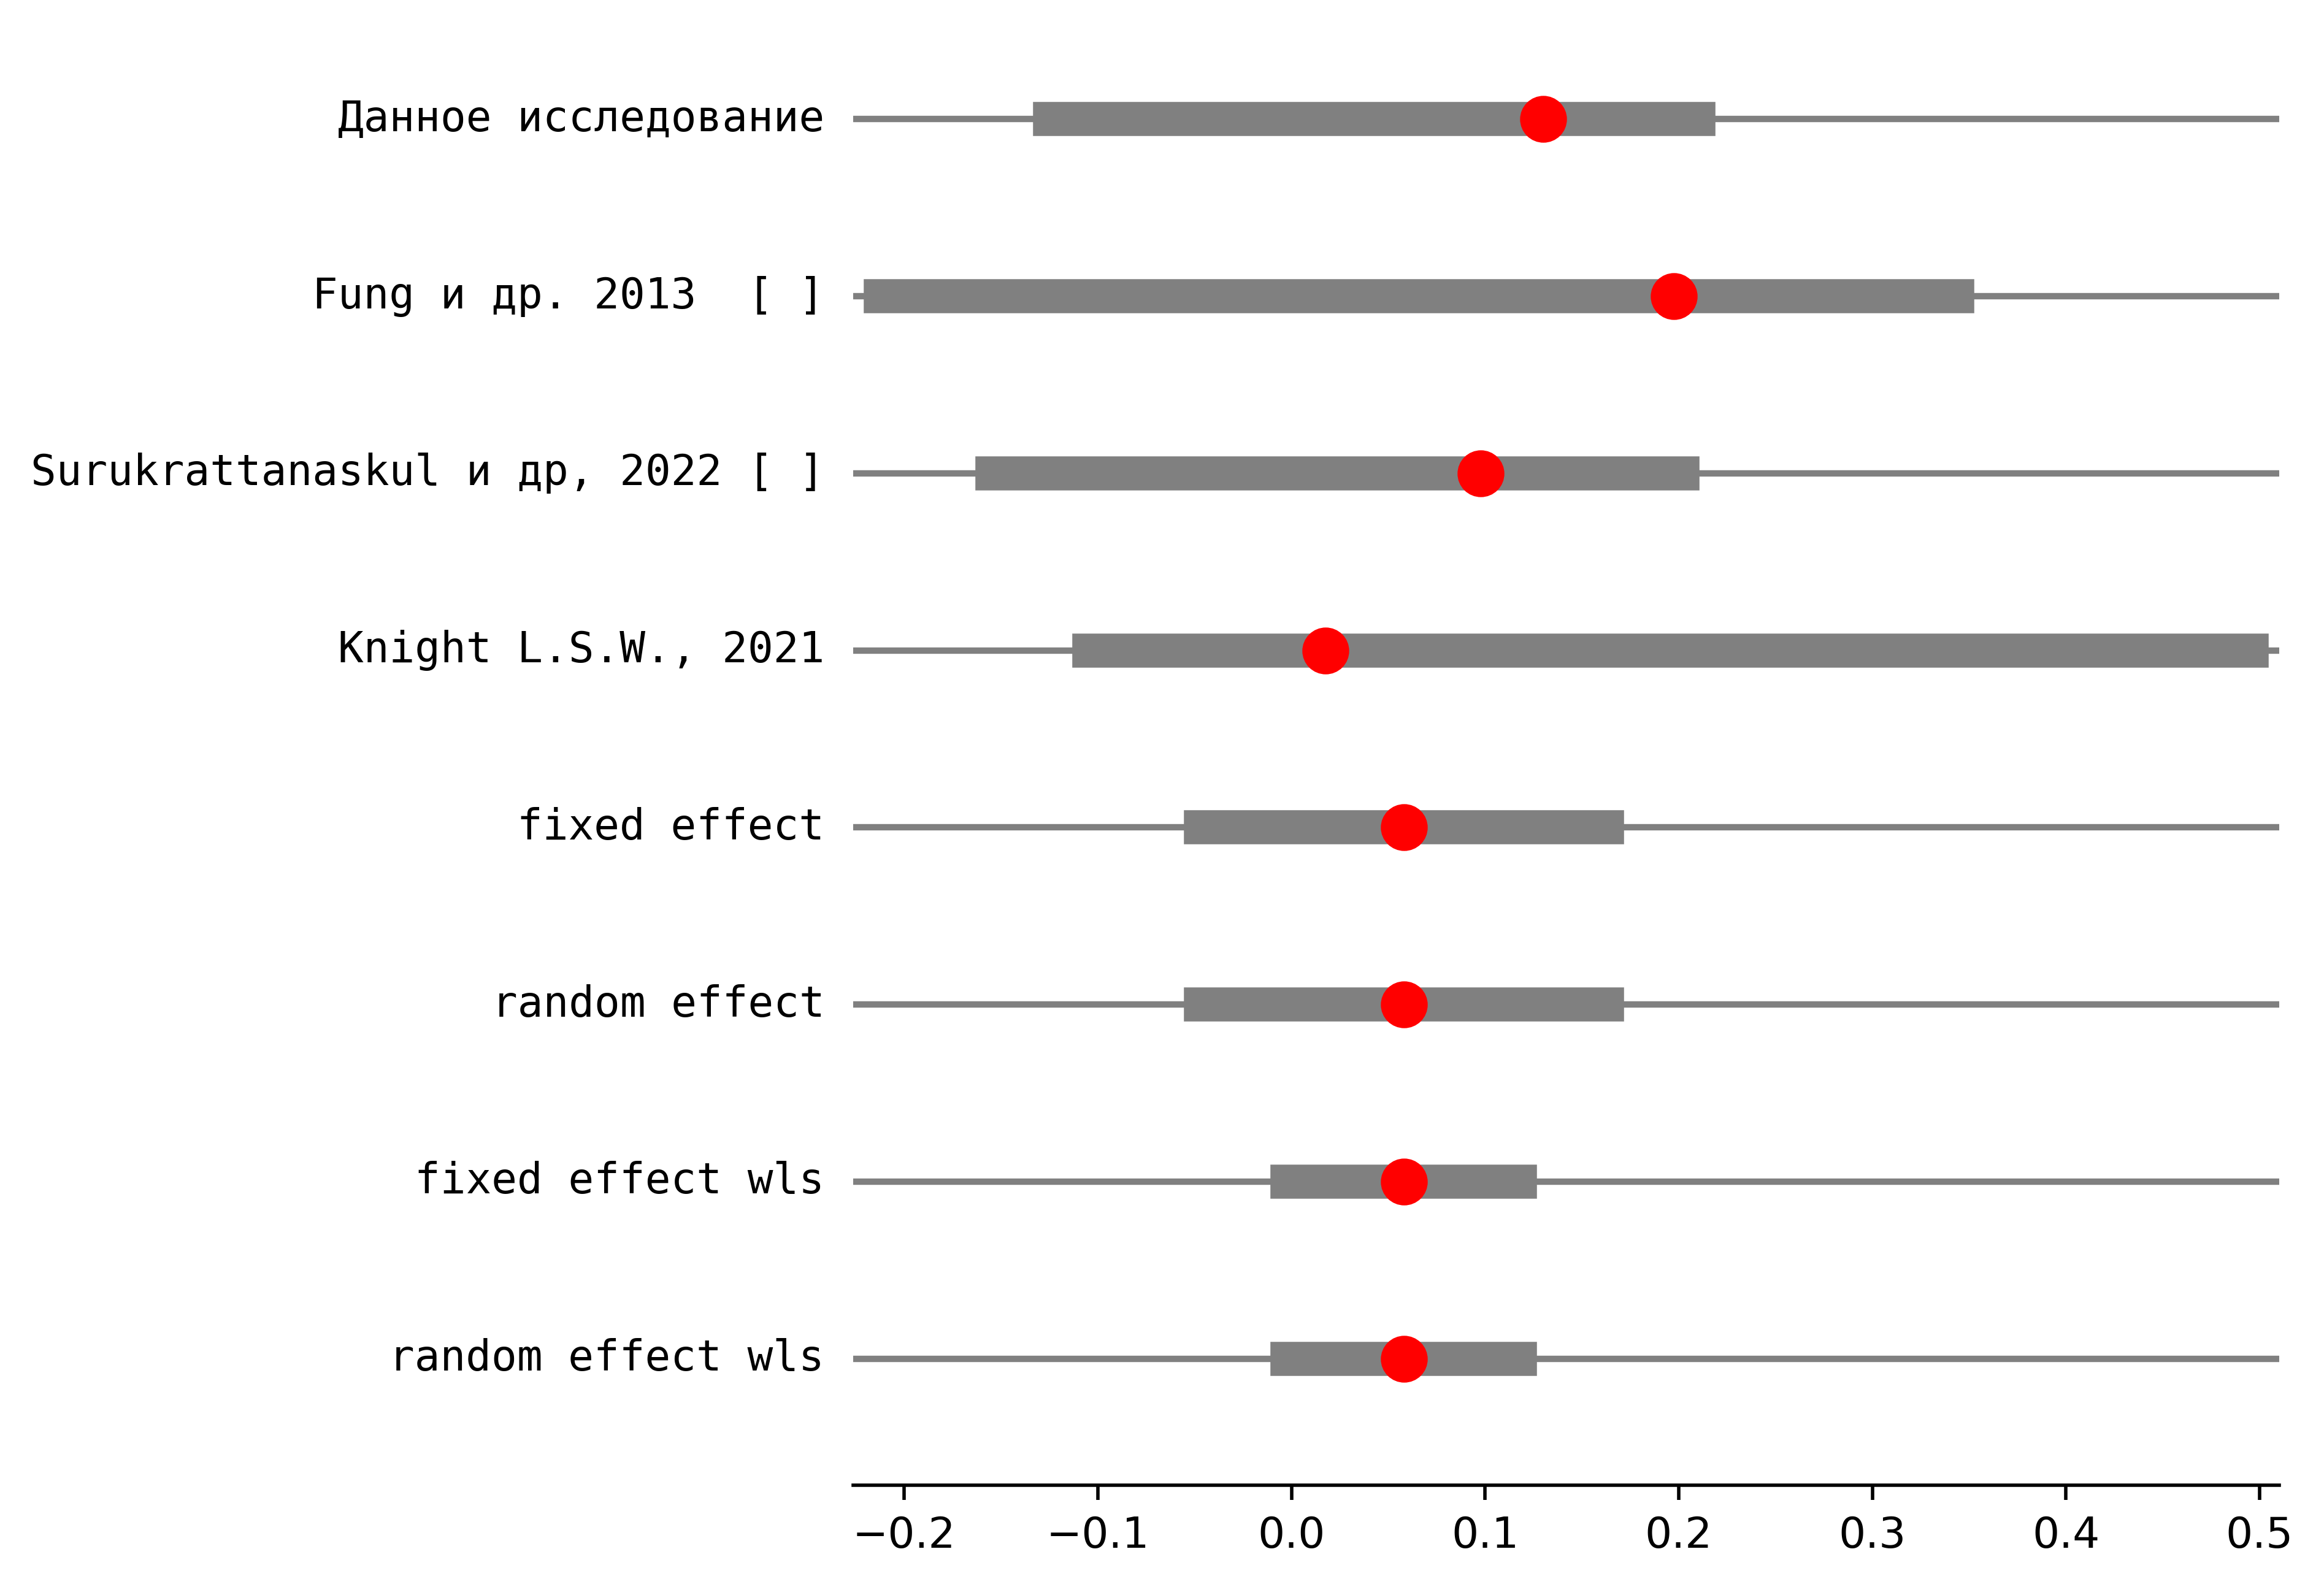 Данное исследование
Fung и др. 2013  [ ]
Surukrattanaskul и др, 2022 [ ]
Knight L.S.W., 2021
fixed effect
random effect
fixed effect wls
random effect wls
−0.2 −0.1 0.0 0.1 0.2 0.3 0.4 0.5